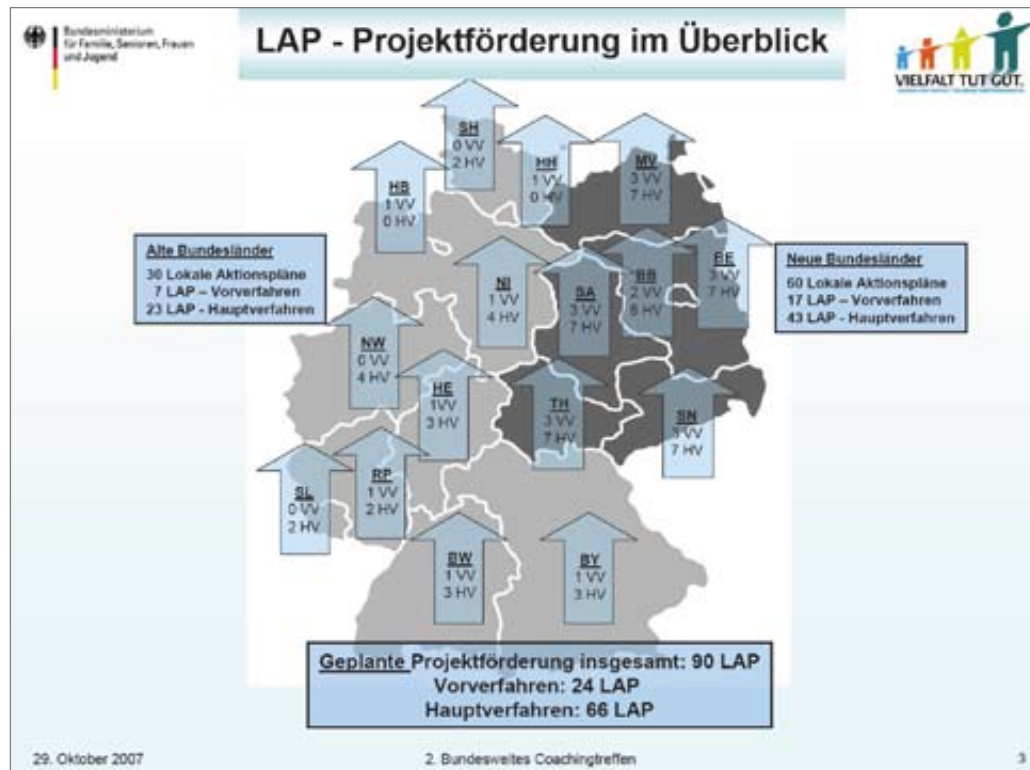 Bundesministerium
für Familie, Senioren, Frauen
und Jugend
LAP - Projektförderung im Überblick
VIELFALT TUT GUT.
SH
0 VV
2 HV
HH
1 VV
0 HV
MV
3 VV
7 HV
HB
1 VV
0 HV
Alte Bundesländer
30 Lokale Aktionspläne
7 LAP – Vorverfahren
23 LAP - Hauptverfahren
NI
1 VV
4 HV
SA
3 VV
7 HV
BB
2 VV
8 HV
BE
3 VV
7 HV
Neue Bundesländer
60 Lokale Aktionspläne
17 LAP – Vorverfahren
43 LAP - Hauptverfahren
NW
0 VV
4 HV
HE
1VV
3 HV
TH
3 VV
7 HV
SN
3 VV
7 HV
SL
0 VV
2 HV
RP
1 VV
2 HV
BW
1 VV
3 HV
BY
1 VV
3 HV
Geplante Projektförderung insgesamt: 90 LAP
Vorverfahren: 24 LAP
Hauptverfahren: 66 LAP
29. Oktober 2007
2. Bundesweites Coachingtreffen
3